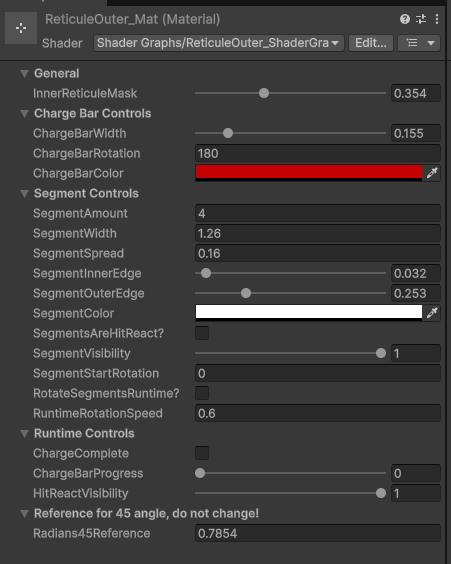 ReticuleOuter_Mat (Material)
Shader Shader Graphs/ReticuleOuter_ShaderGra Edit...
General
InnerReticuleMask 0.354
Charge Bar Controls
ChargeBarWidth 0.155
ChargeBarRotation 180
ChargeBarColor
Segment Controls
SegmentAmount 4
SegmentWidth 1.26
SegmentSpread 0.16
SegmentInnerEdge 0.032
SegmentOuterEdge 0.253
SegmentColor
SegmentsAreHitReact?
SegmentVisibility 1
SegmentStartRotation 0
RotateSegmentsRuntime?
RuntimeRotationSpeed 0.6
Runtime Controls
ChargeComplete
ChargeBarProgress 0
HitReactVisibility 1
Reference for 45 angle, do not change!
Radians45Reference 0.7854